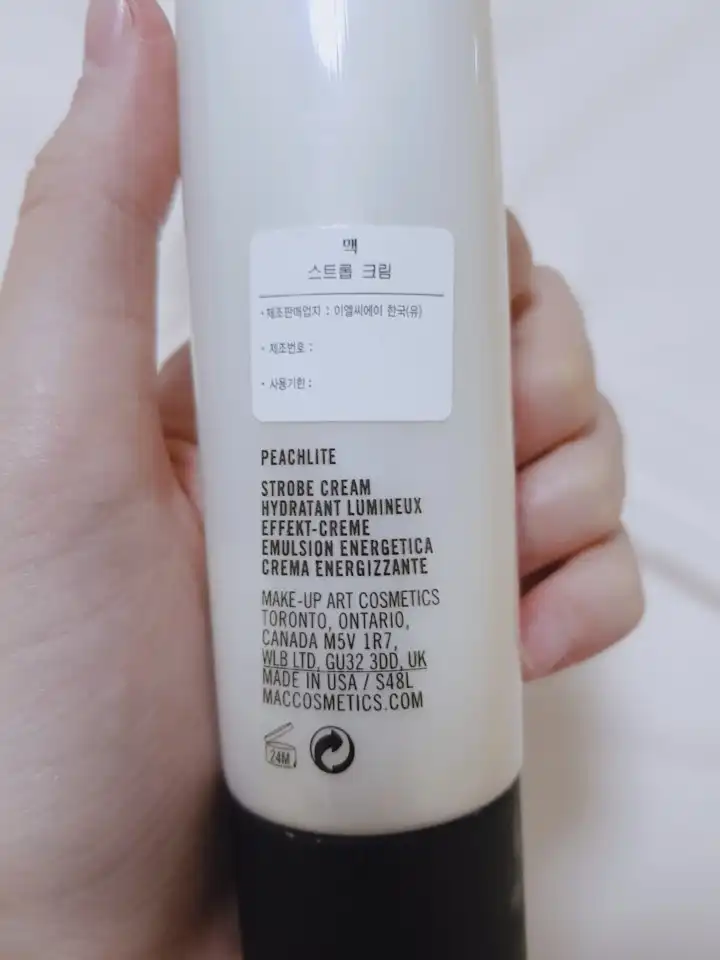 맥
스트롭 크림
• 제조판매업자 : 이엘씨에이 한국(유)
• 제조번호 :
• 사용기한 :
PEACHLITE
STROBE CREAM
HYDRATANT LUMINEUX
EFFEKT-CREME
EMULSION ENERGETICA
CREMA ENERGIZZANTE
MAKE-UP ART COSMETICS
TORONTO, ONTARIO,
CANADA M5V 1R7,
WLB LTD, GU32 3DD, UK
MADE IN USA / S48L
MACCOSMETICS.COM
24M